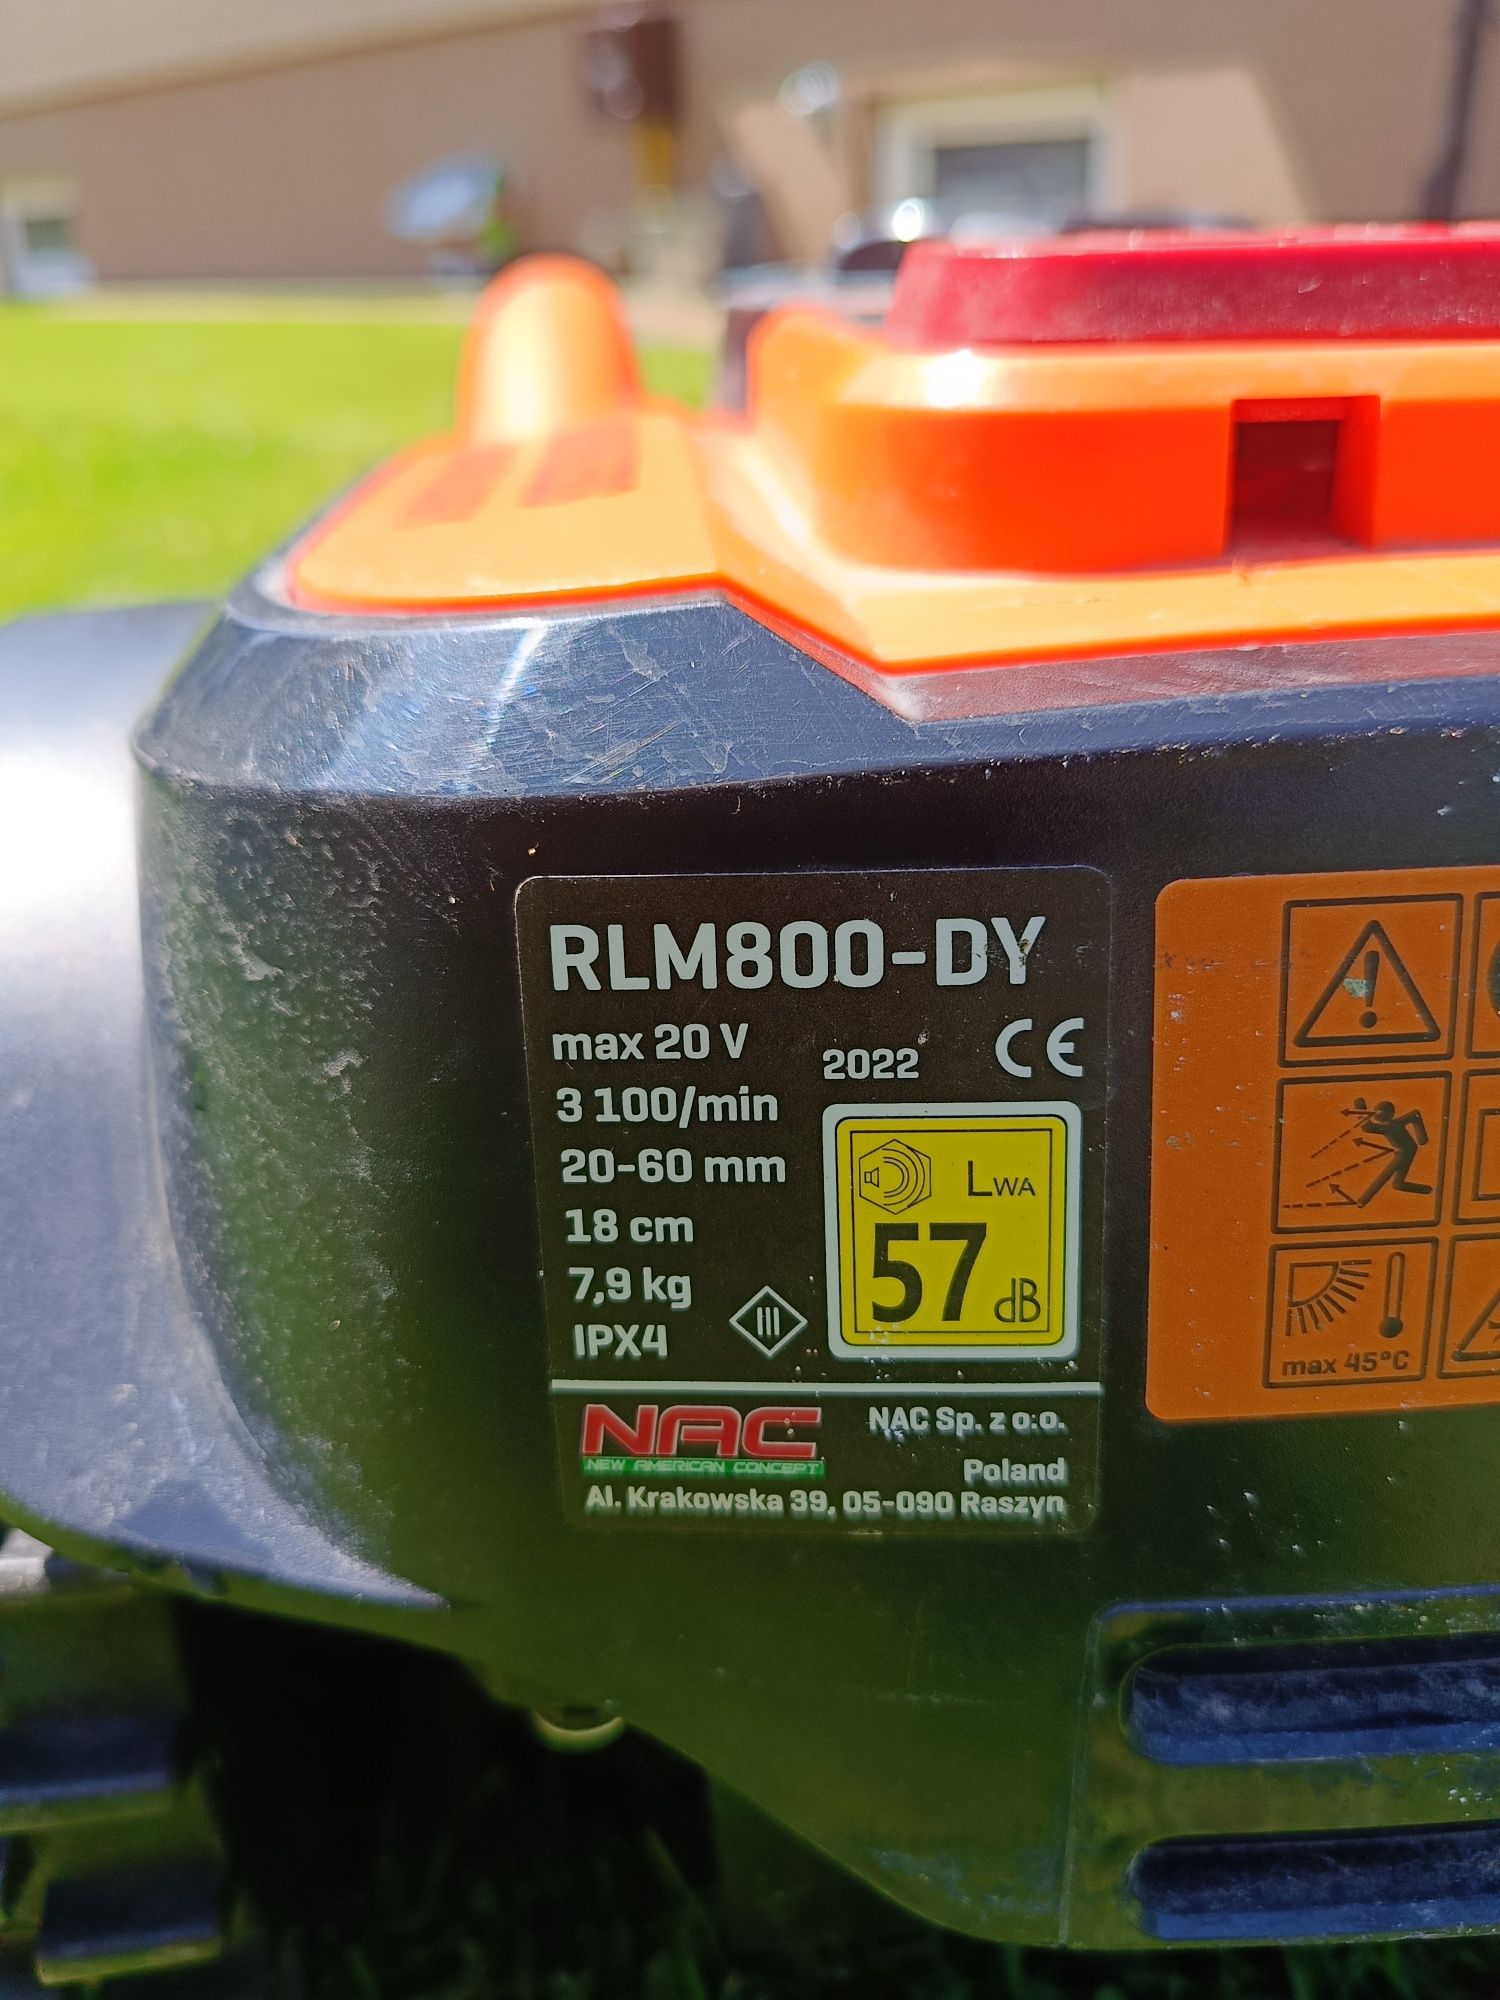 RLM800-DY
max 20 V
2022
CE
3 100/min
20-60 mm
18 cm
7,9 kg
IPX4
III
LWA
57
dB
NAC
NEW AMERICAN CONCEPT
NAC Sp. z o.o.
Poland
Al. Krakowska 39, 05-090 Raszyn
max 45°C